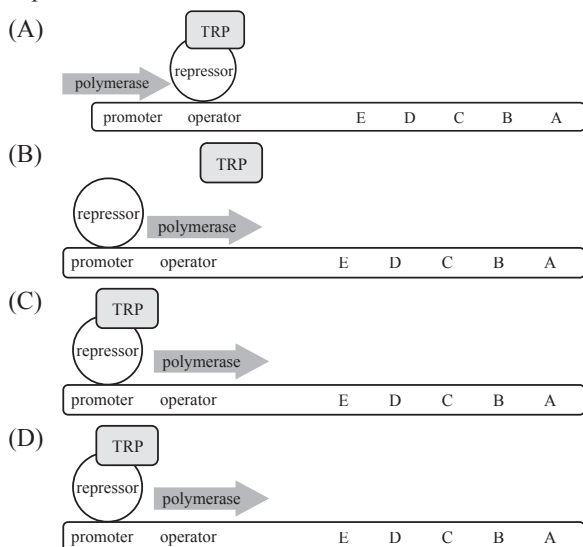 (A)
TRP
repressor
polymerase
promoter operator E D C B A
(B)
TRP
repressor
polymerase
promoter operator E D C B A
(C)
TRP
repressor
polymerase
promoter operator E D C B A
(D)
TRP
repressor
polymerase
promoter operator E D C B A